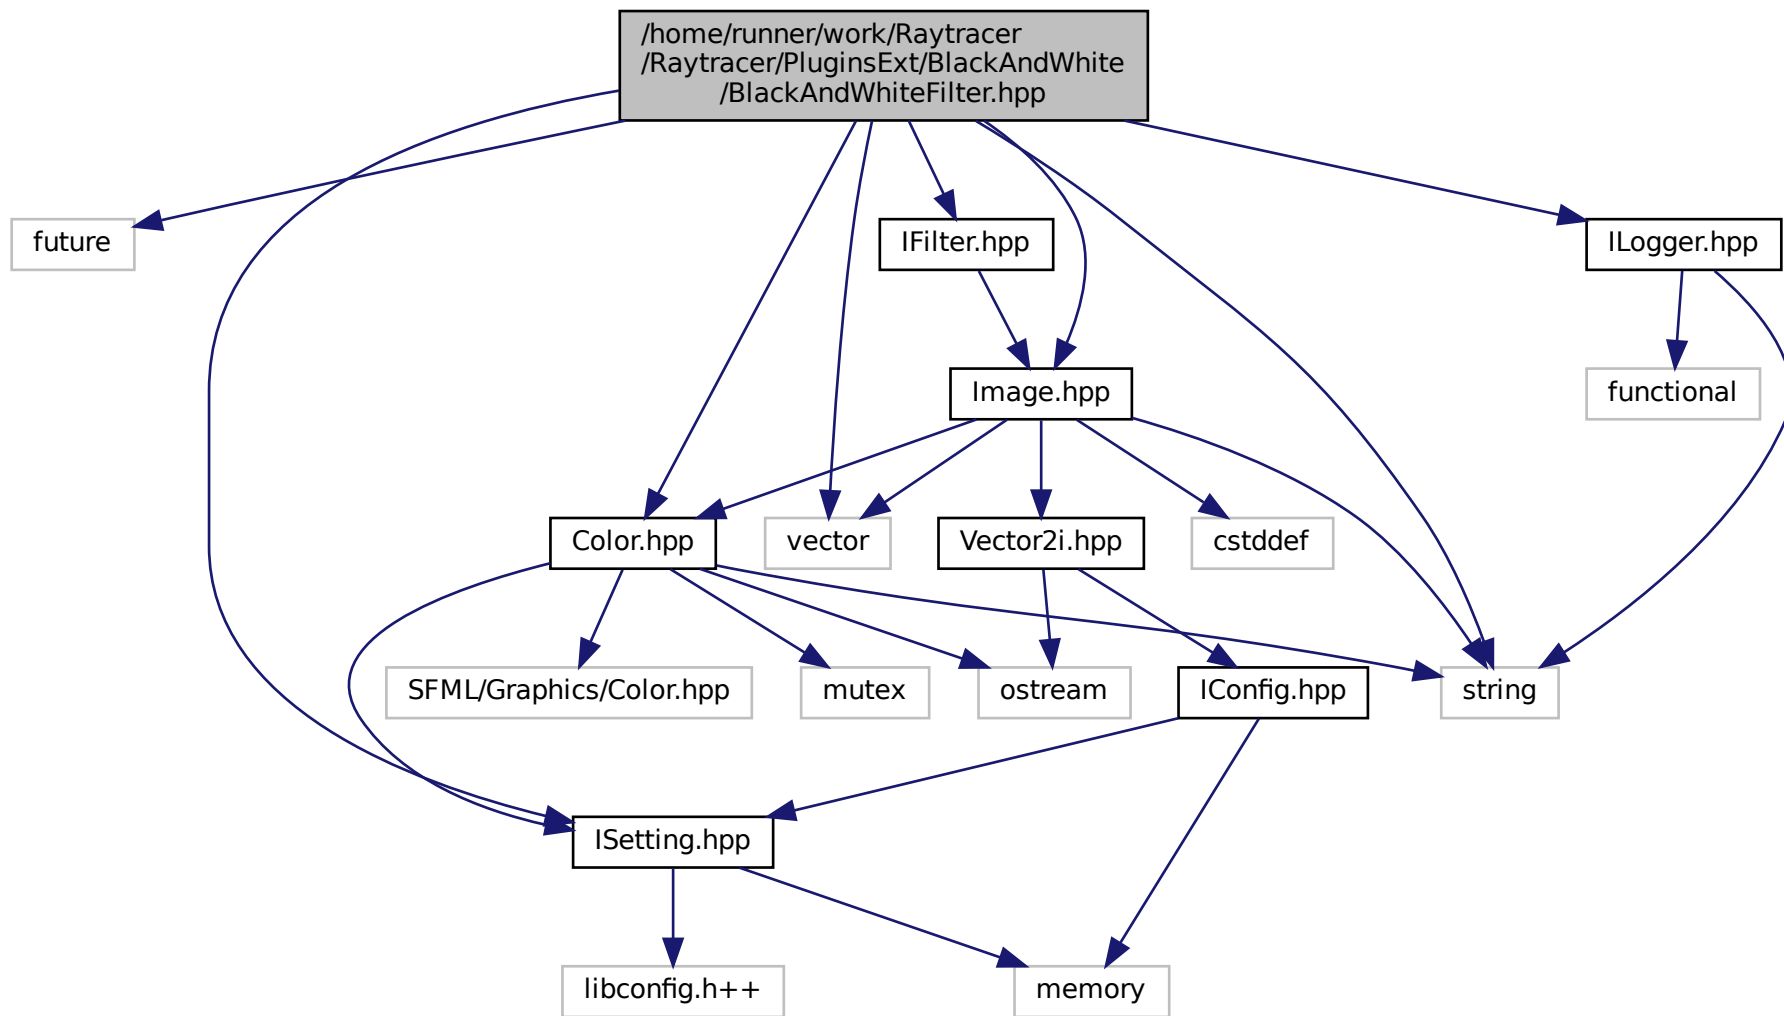 /home/runner/work/Raytracer
/Raytracer/PluginsExt/BlackAndWhite
/BlackAndWhiteFilter.hpp
future
IFilter.hpp
ILogger.hpp
Image.hpp
functional
Color.hpp
vector
Vector2i.hpp
cstddef
SFML/Graphics/Color.hpp
mutex
ostream
IConfig.hpp
string
ISetting.hpp
libconfig.h++
memory